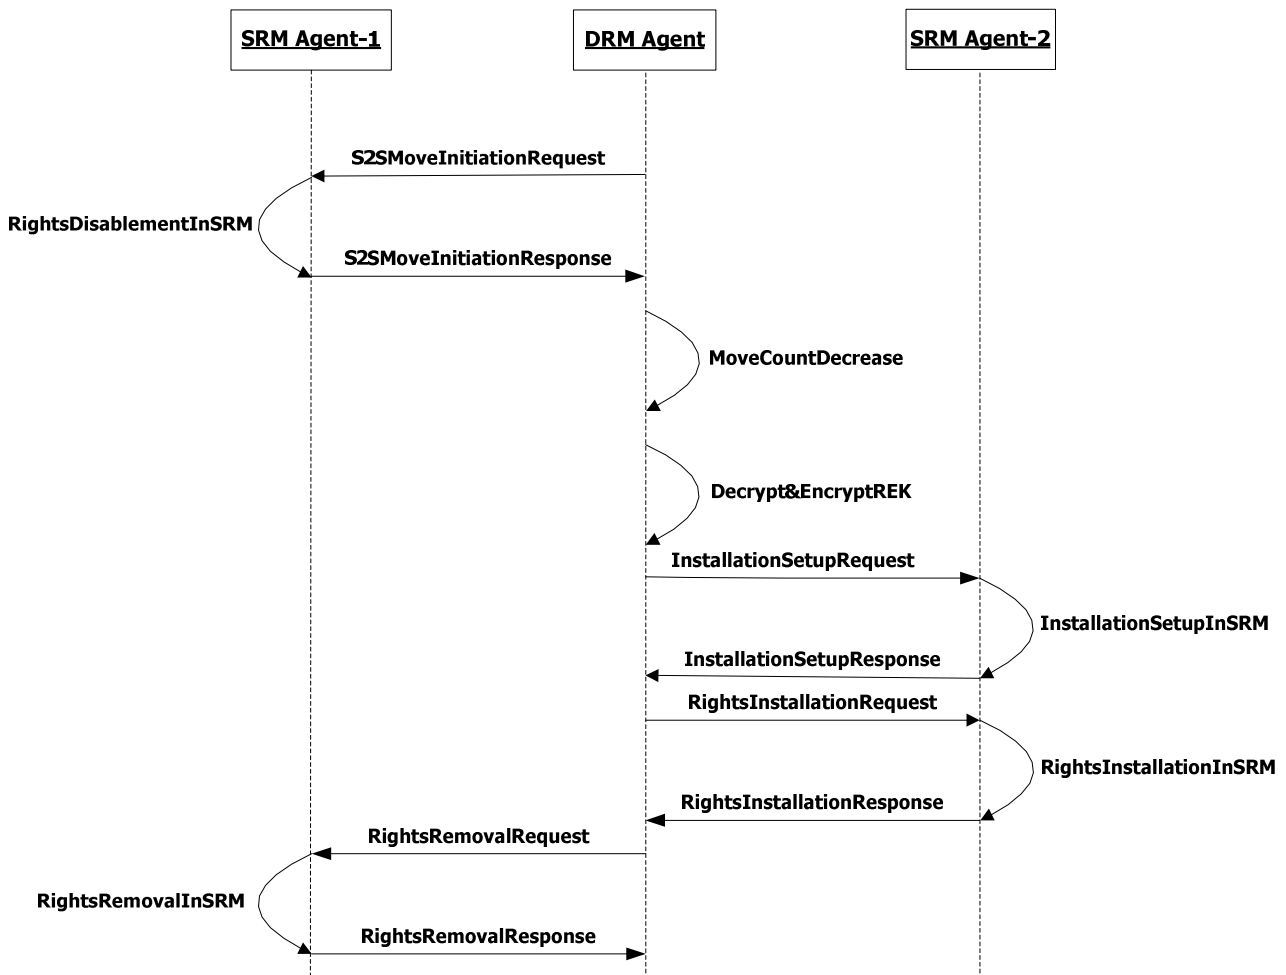 SRM Agent-1
DRM Agent
SRM Agent-2
S2SMoveInitiationRequest
RightsDisablementInSRM
S2SMoveInitiationResponse
MoveCountDecrease
Decrypt&EncryptREK
InstallationSetupRequest
InstallationSetupInSRM
InstallationSetupResponse
RightsInstallationRequest
RightsInstallationInSRM
RightsInstallationResponse
RightsRemovalRequest
RightsRemovalInSRM
RightsRemovalResponse